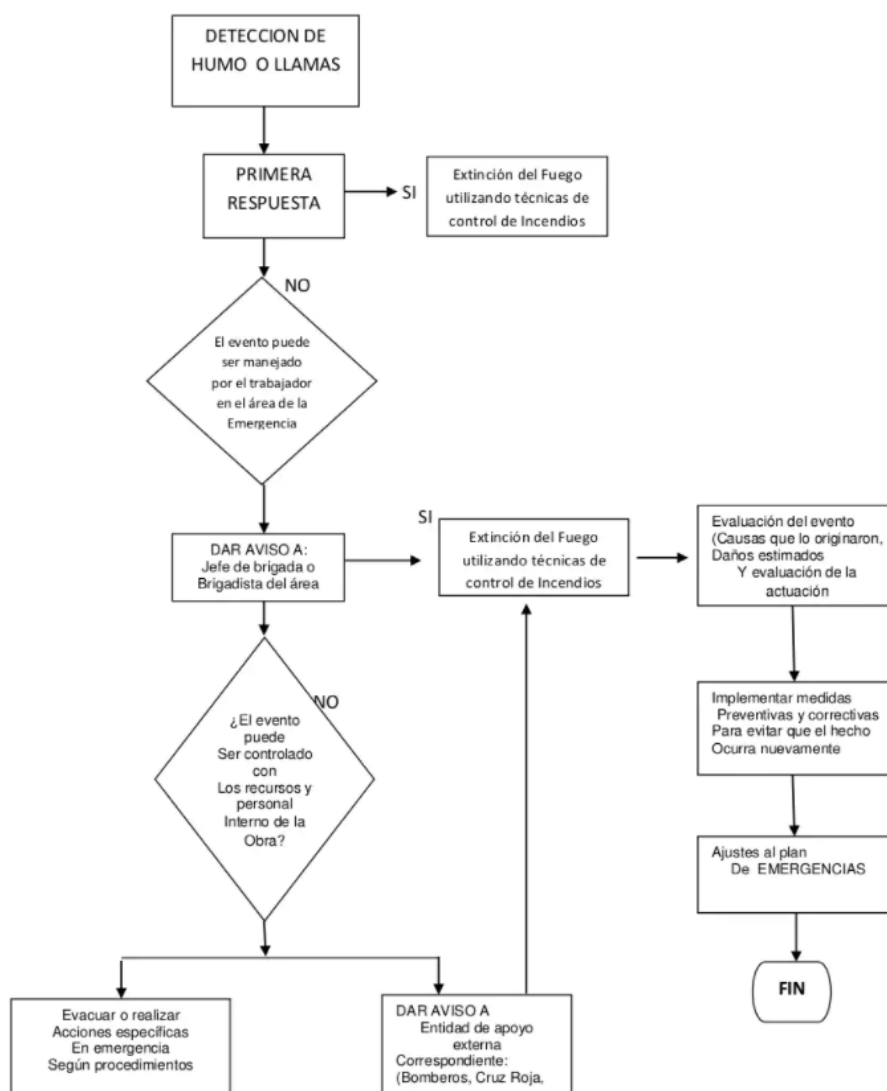 DETECCION DE
HUMO O LLAMAS
PRIMERA
RESPUESTA
SI
Extinción del Fuego
utilizando técnicas de
control de Incendios
NO
El evento puede
ser manejado
por el trabajador
en el área de la
Emergencia
DAR AVISO A:
Jefe de brigada o
Brigadista del área
SI
Extinción del Fuego
utilizando técnicas de
control de Incendios
Evaluación del evento
(Causas que lo originaron,
Daños estimados
Y evaluación de la
actuación
NO
¿El evento
puede
Ser controlado
con
Los recursos y
personal
Interno de la
Obra?
Implementar medidas
Preventivas y correctivas
Para evitar que el hecho
Ocurra nuevamente
Ajustes al plan
De EMERGENCIAS
FIN
Evacuar o realizar
Acciones específicas
En emergencia
Según procedimientos
DAR AVISO A
Entidad de apoyo
externa
Correspondiente:
(Bomberos, Cruz Roja,